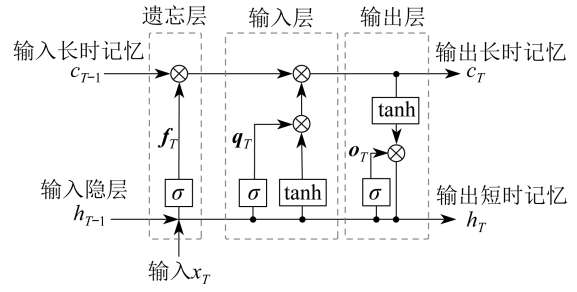 遗忘层 输入层 输出层
输入长时记忆 输出长时记忆
c_{T-1} c_T
tanh
f_T q_T o_T
σ σ tanh σ
输入隐层 输出短时记忆
h_{T-1} h_T
输入x_T